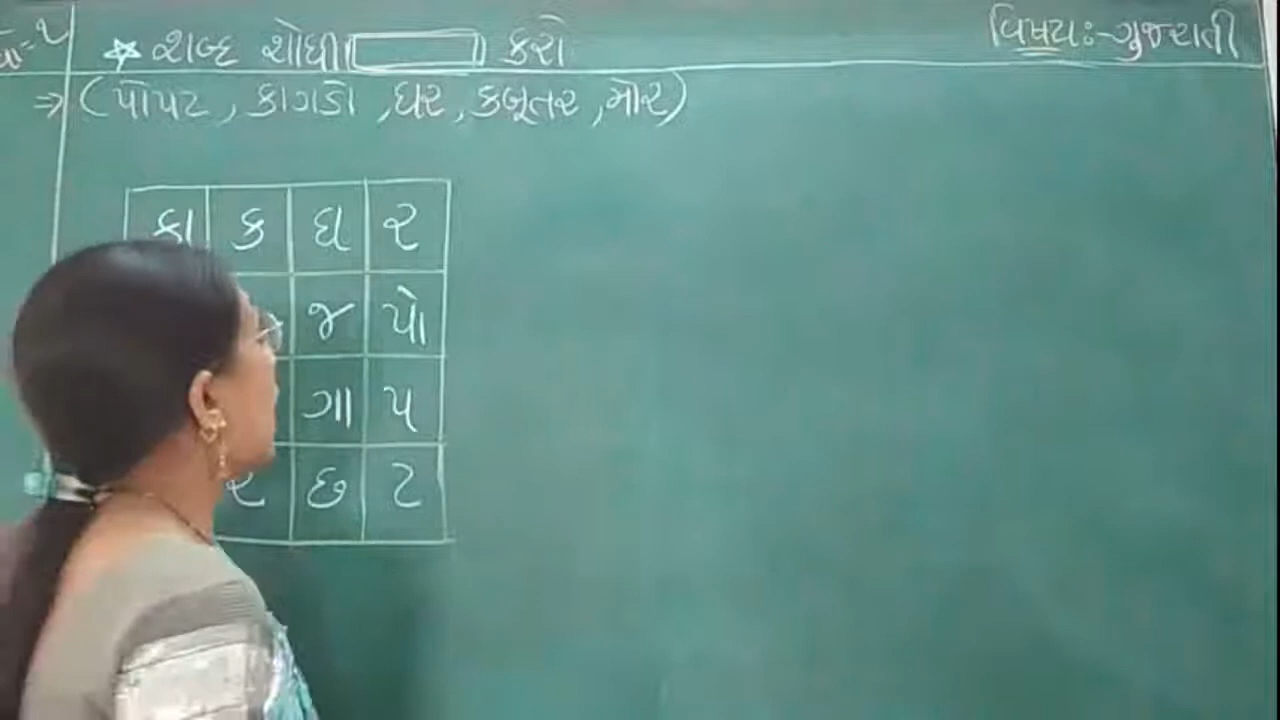 વિષયઃ-ગુજરાતી
★ શબ્દ શોધી કરો
⇒ (પોપટ, કાગડો, ઘર, કબૂતર, મોર)
કા ક ઘ ર
જ પો
ગા પ
ર છ ટ